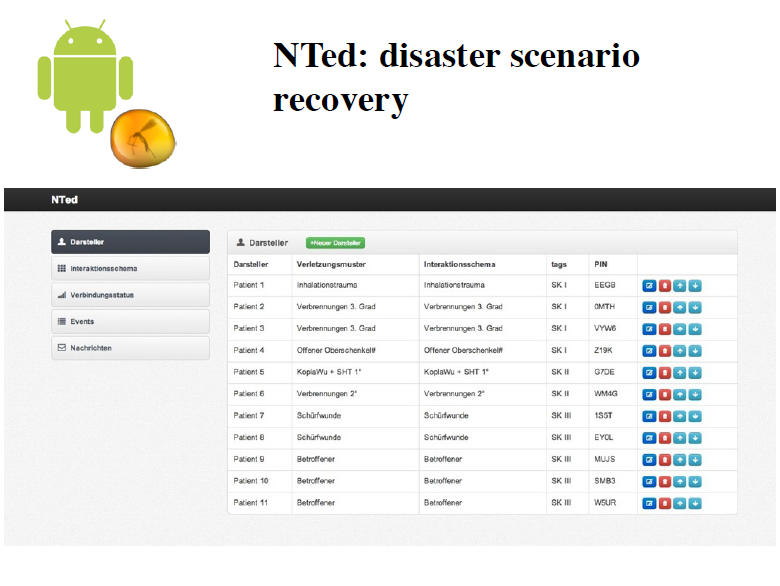 NTed: disaster scenario
recovery
NTed
Darsteller
Interaktionsschema
Verbindungsstatus
Events
Nachrichten
Darsteller +Neuer Darsteller
Darsteller Verletzungsmuster Interaktionsschema tags PIN
Patient 1 Inhalationstrauma Inhalationstrauma SK I EEGB
Patient 2 Verbrennungen 3. Grad Verbrennungen 3. Grad SK I 0MTH
Patient 3 Verbrennungen 3. Grad Verbrennungen 3. Grad SK I VYW6
Patient 4 Offener Oberschenkel# Offener Oberschenkel# SK I Z19K
Patient 5 KoplaWu + SHT 1° KoplaWu + SHT 1° SK II G7DE
Patient 6 Verbrennungen 2° Verbrennungen 2° SK II WM4G
Patient 7 Schürfwunde Schürfwunde SK III 1S5T
Patient 8 Schürfwunde Schürfwunde SK III EY0L
Patient 9 Betroffener Betroffener SK III MUJS
Patient 10 Betroffener Betroffener SK III SMB3
Patient 11 Betroffener Betroffener SK III W5UR